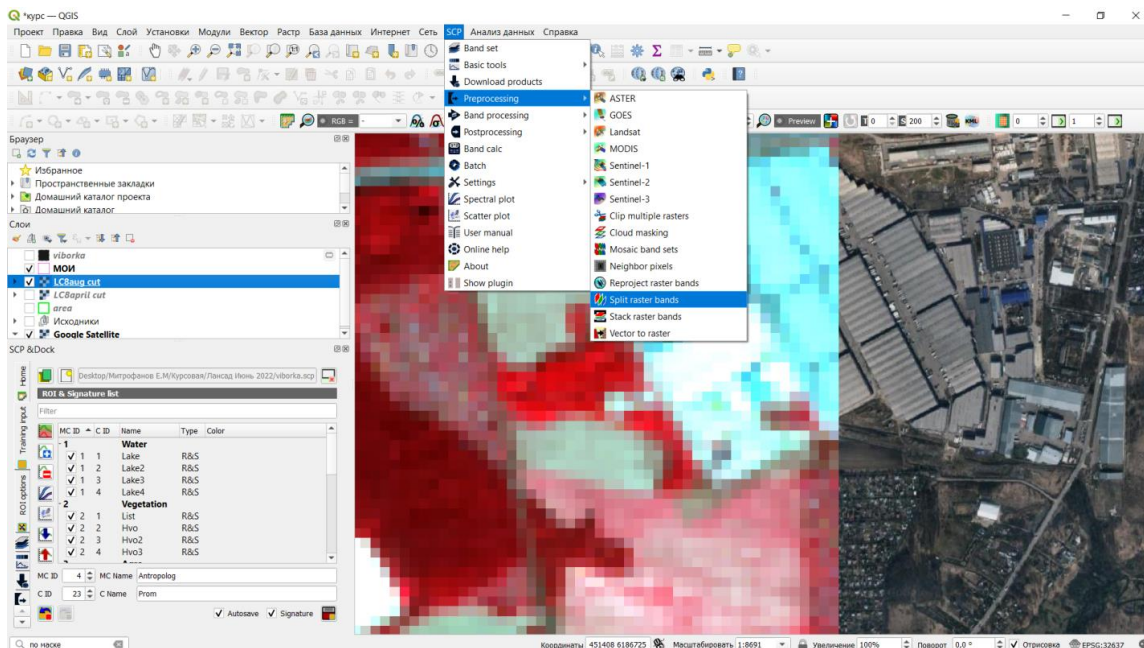 *курс — QGIS
Проект Правка Вид Слой Установки Модули Вектор Растр База данных Интернет Сеть SCP Анализ данных Справка
Band set
Basic tools
Download products
Preprocessing
Band processing
Postprocessing
Band calc
Batch
Settings
Spectral plot
Scatter plot
User manual
Online help
About
Show plugin
ASTER
GOES
Landsat
MODIS
Sentinel-1
Sentinel-2
Sentinel-3
Clip multiple rasters
Cloud masking
Mosaic band sets
Neighbor pixels
Reproject raster bands
Split raster bands
Stack raster bands
Vector to raster
RGB = -
Preview T 0 S 200 KML 0 1
Браузер
Избранное
Пространственные закладки
Домашний каталог проекта
Домашний каталог
Слои
viborka
МОИ
LC8aug cut
LC8april cut
area
Исходники
Google Satellite
SCP &Dock
Home
Training input
ROI options
Desktop/Митрофанов Е.М/Курсовая/Лансад Июнь 2022/viborka.scp
ROI & Signature list
Filter
MC ID C ID Name Type Color
1 Water
1 1 Lake R&S
1 2 Lake2 R&S
1 3 Lake3 R&S
1 4 Lake4 R&S
2 Vegetation
2 1 List R&S
2 2 Hvo R&S
2 3 Hvo2 R&S
2 4 Hvo3 R&S
MC ID 4 MC Name Antropolog
C ID 23 C Name Prom
Autosave Signature
по маске
Координаты 451408 6186725 Масштабировать 1:8691 Увеличение 100% Поворот 0,0 ° Отрисовка EPSG:32637